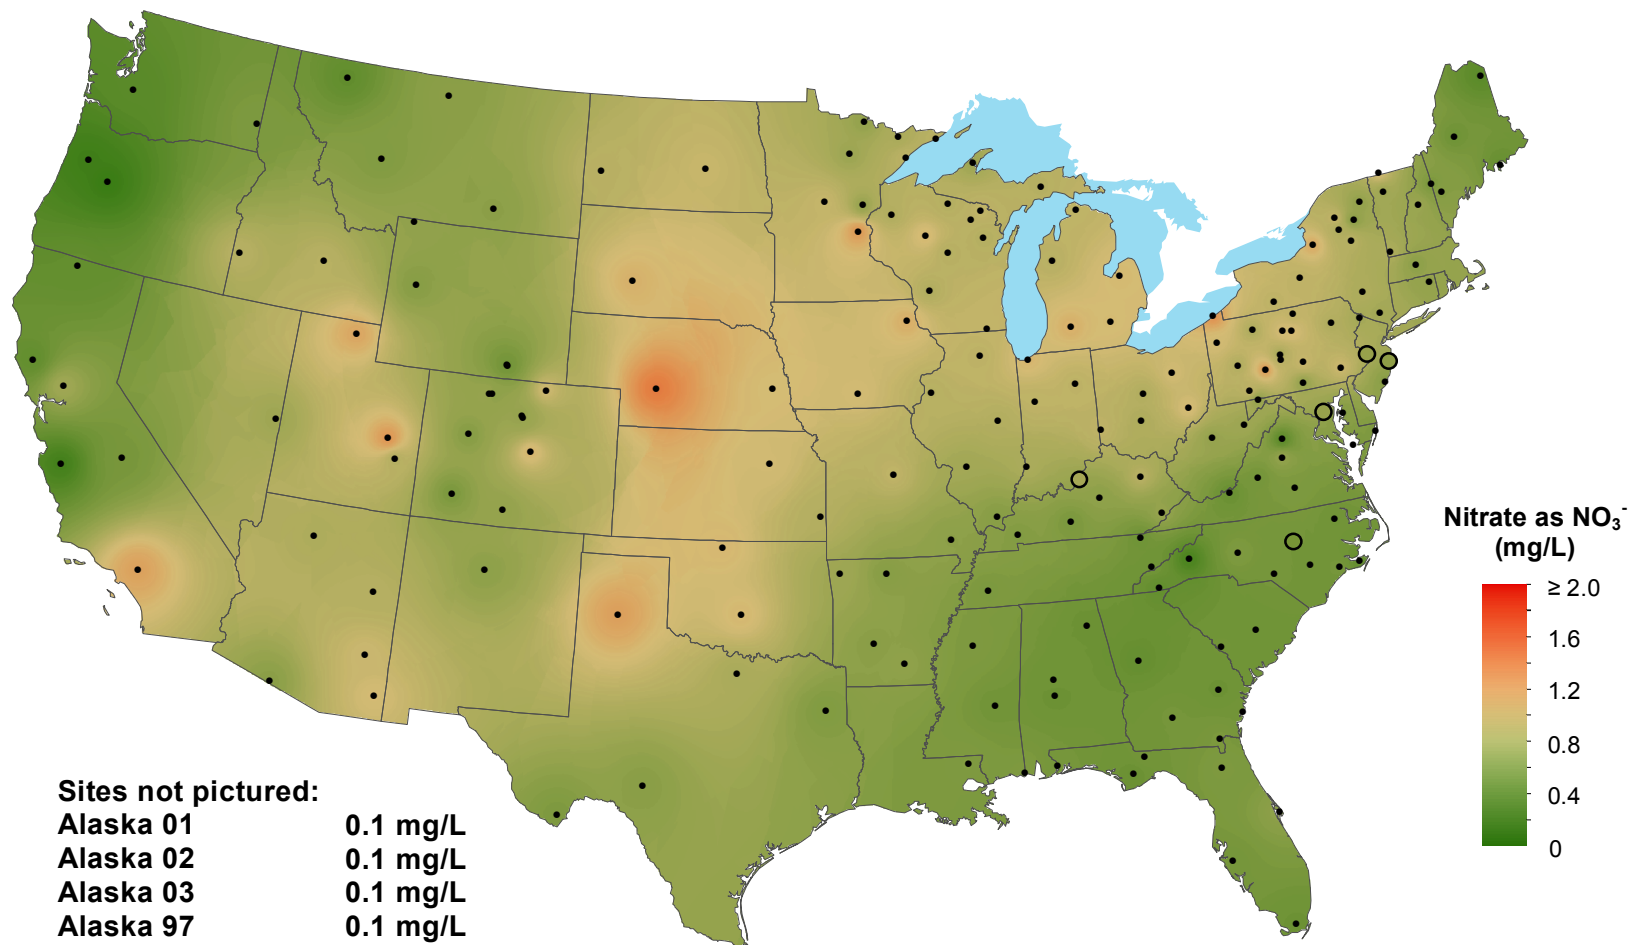 Nitrate as NO₃⁻
(mg/L)
≥ 2.0
1.6
1.2
0.8
0.4
0
Sites not pictured:
Alaska 01 0.1 mg/L
Alaska 02 0.1 mg/L
Alaska 03 0.1 mg/L
Alaska 97 0.1 mg/L